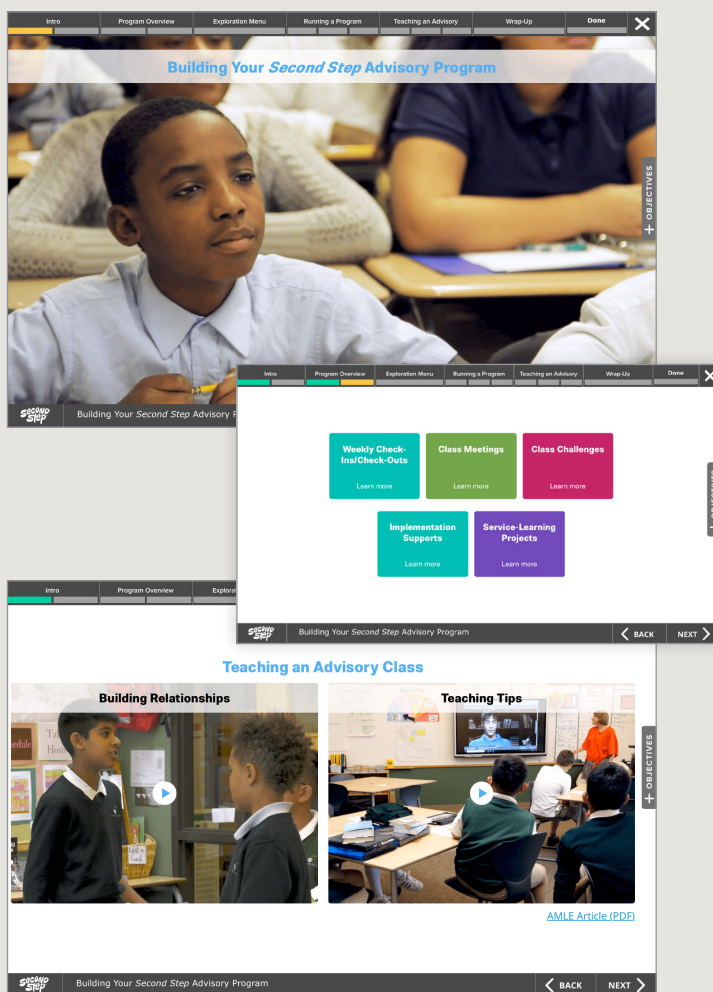 Intro
Program Overview
Exploration Menu
Running a Program
Teaching an Advisory
Wrap-Up
Done
Building Your Second Step Advisory Program
+ OBJECTIVES
SECOND STEP
Building Your Second Step Advisory
Intro
Program Overview
Exploration Menu
Running a Program
Teaching an Advisory
Wrap-Up
Done
Weekly Check-
Ins/Check-Outs
Learn more
Class Meetings
Learn more
Class Challenges
Learn more
Implementation
Supports
Learn more
Service-Learning
Projects
Learn more
SECOND STEP
Building Your Second Step Advisory Program
BACK
NEXT
Intro
Program Overview
Teaching an Advisory Class
Building Relationships
Teaching Tips
+ OBJECTIVES
AMLE Article (PDF)
SECOND STEP
Building Your Second Step Advisory Program
BACK
NEXT